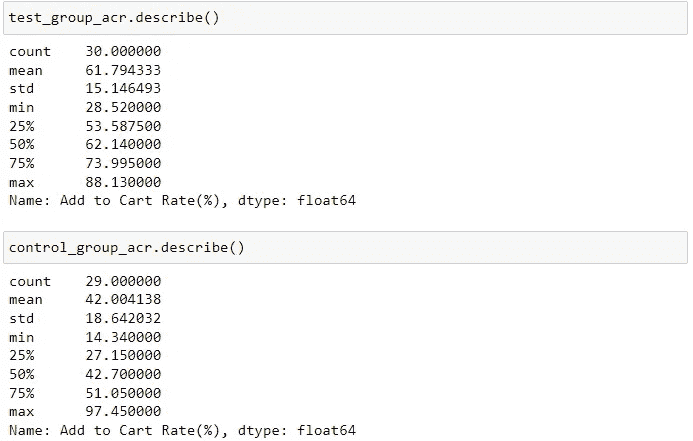 test_group_acr.describe()
count    30.000000
mean     61.794333
std      15.146493
min      28.520000
25%      53.587500
50%      62.140000
75%      73.995000
max      88.130000
Name: Add to Cart Rate(%), dtype: float64
control_group_acr.describe()
count    29.000000
mean     42.004138
std      18.642032
min      14.340000
25%      27.150000
50%      42.700000
75%      51.050000
max      97.450000
Name: Add to Cart Rate(%), dtype: float64